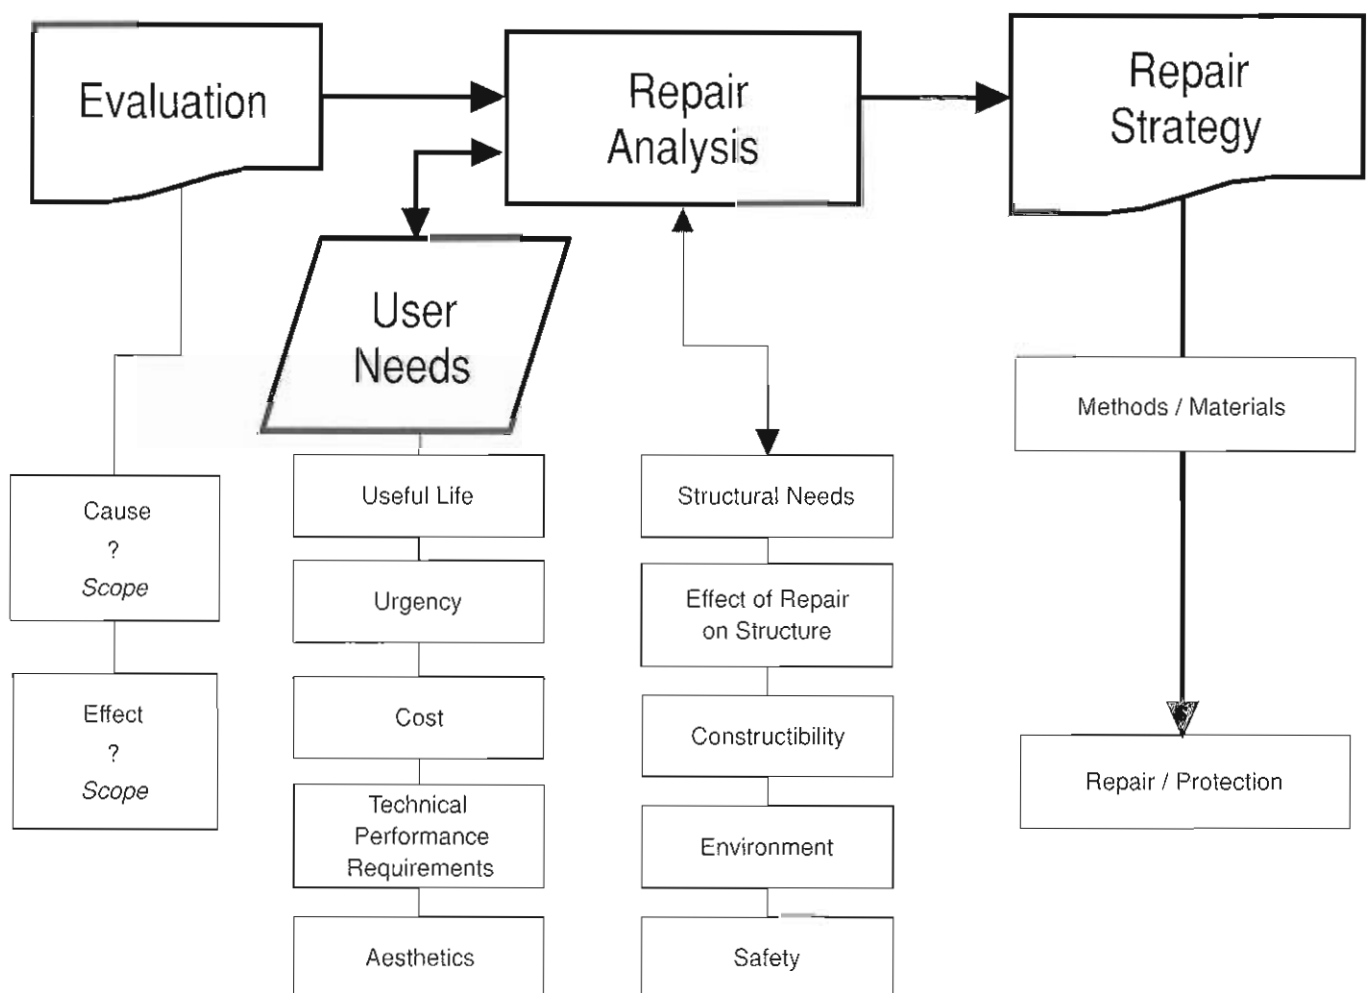 Evaluation
Repair
Analysis
Repair
Strategy
User
Needs
Cause
?
Scope
Effect
?
Scope
Useful Life
Urgency
Cost
Technical
Performance
Requirements
Aesthetics
Structural Needs
Effect of Repair
on Structure
Constructibility
Environment
Safety
Methods / Materials
Repair / Protection